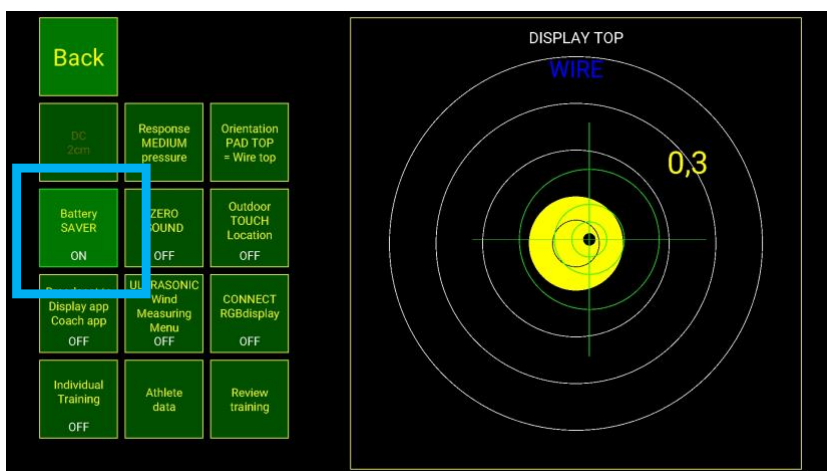 Back
DC
2cm
Response
MEDIUM
pressure
Orientation
PAD TOP
= Wire top
Battery
SAVER
ON
ZERO
SOUND
OFF
Outdoor
TOUCH
Location
OFF
Display app
Coach app
OFF
ULTRASONIC
Wind
Measuring
Menu
OFF
CONNECT
RGBdisplay
OFF
Individual
Training
OFF
Athlete
data
Review
training
DISPLAY TOP
WIRE
0,3